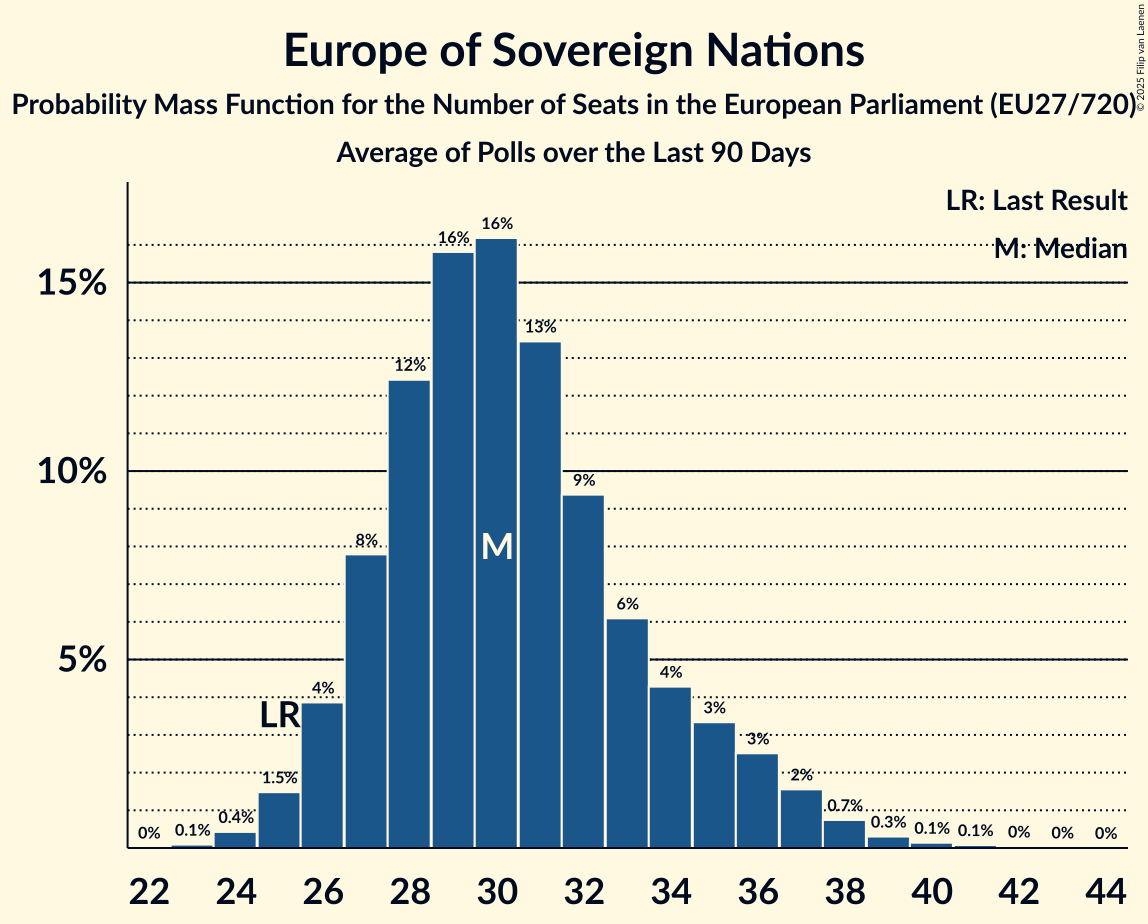 Europe of Sovereign Nations
Probability Mass Function for the Number of Seats in the European Parliament (EU27/720)
Average of Polls over the Last 90 Days
© 2025 Filip van Laenen
LR: Last Result
M: Median
15%
10%
5%
0%
0.1%
0.4%
1.5%
4%
8%
12%
16%
16%
13%
9%
6%
4%
3%
3%
2%
0.7%
0.3%
0.1%
0.1%
0%
0%
0%
LR
M
22 24 26 28 30 32 34 36 38 40 42 44